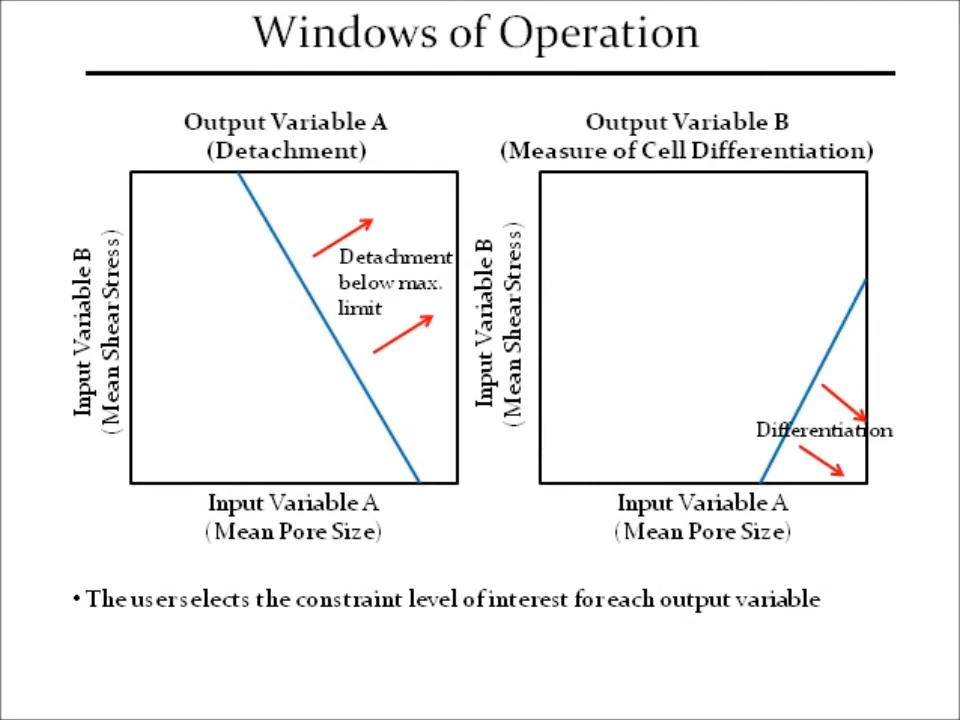 Windows of Operation
Output Variable A
(Detachment)
Input Variable B
(Mean Shear Stress)
Detachment
below max.
limit
Input Variable A
(Mean Pore Size)
Output Variable B
(Measure of Cell Differentiation)
Input Variable B
(Mean Shear Stress)
Differentiation
Input Variable A
(Mean Pore Size)
• The user selects the constraint level of interest for each output variable